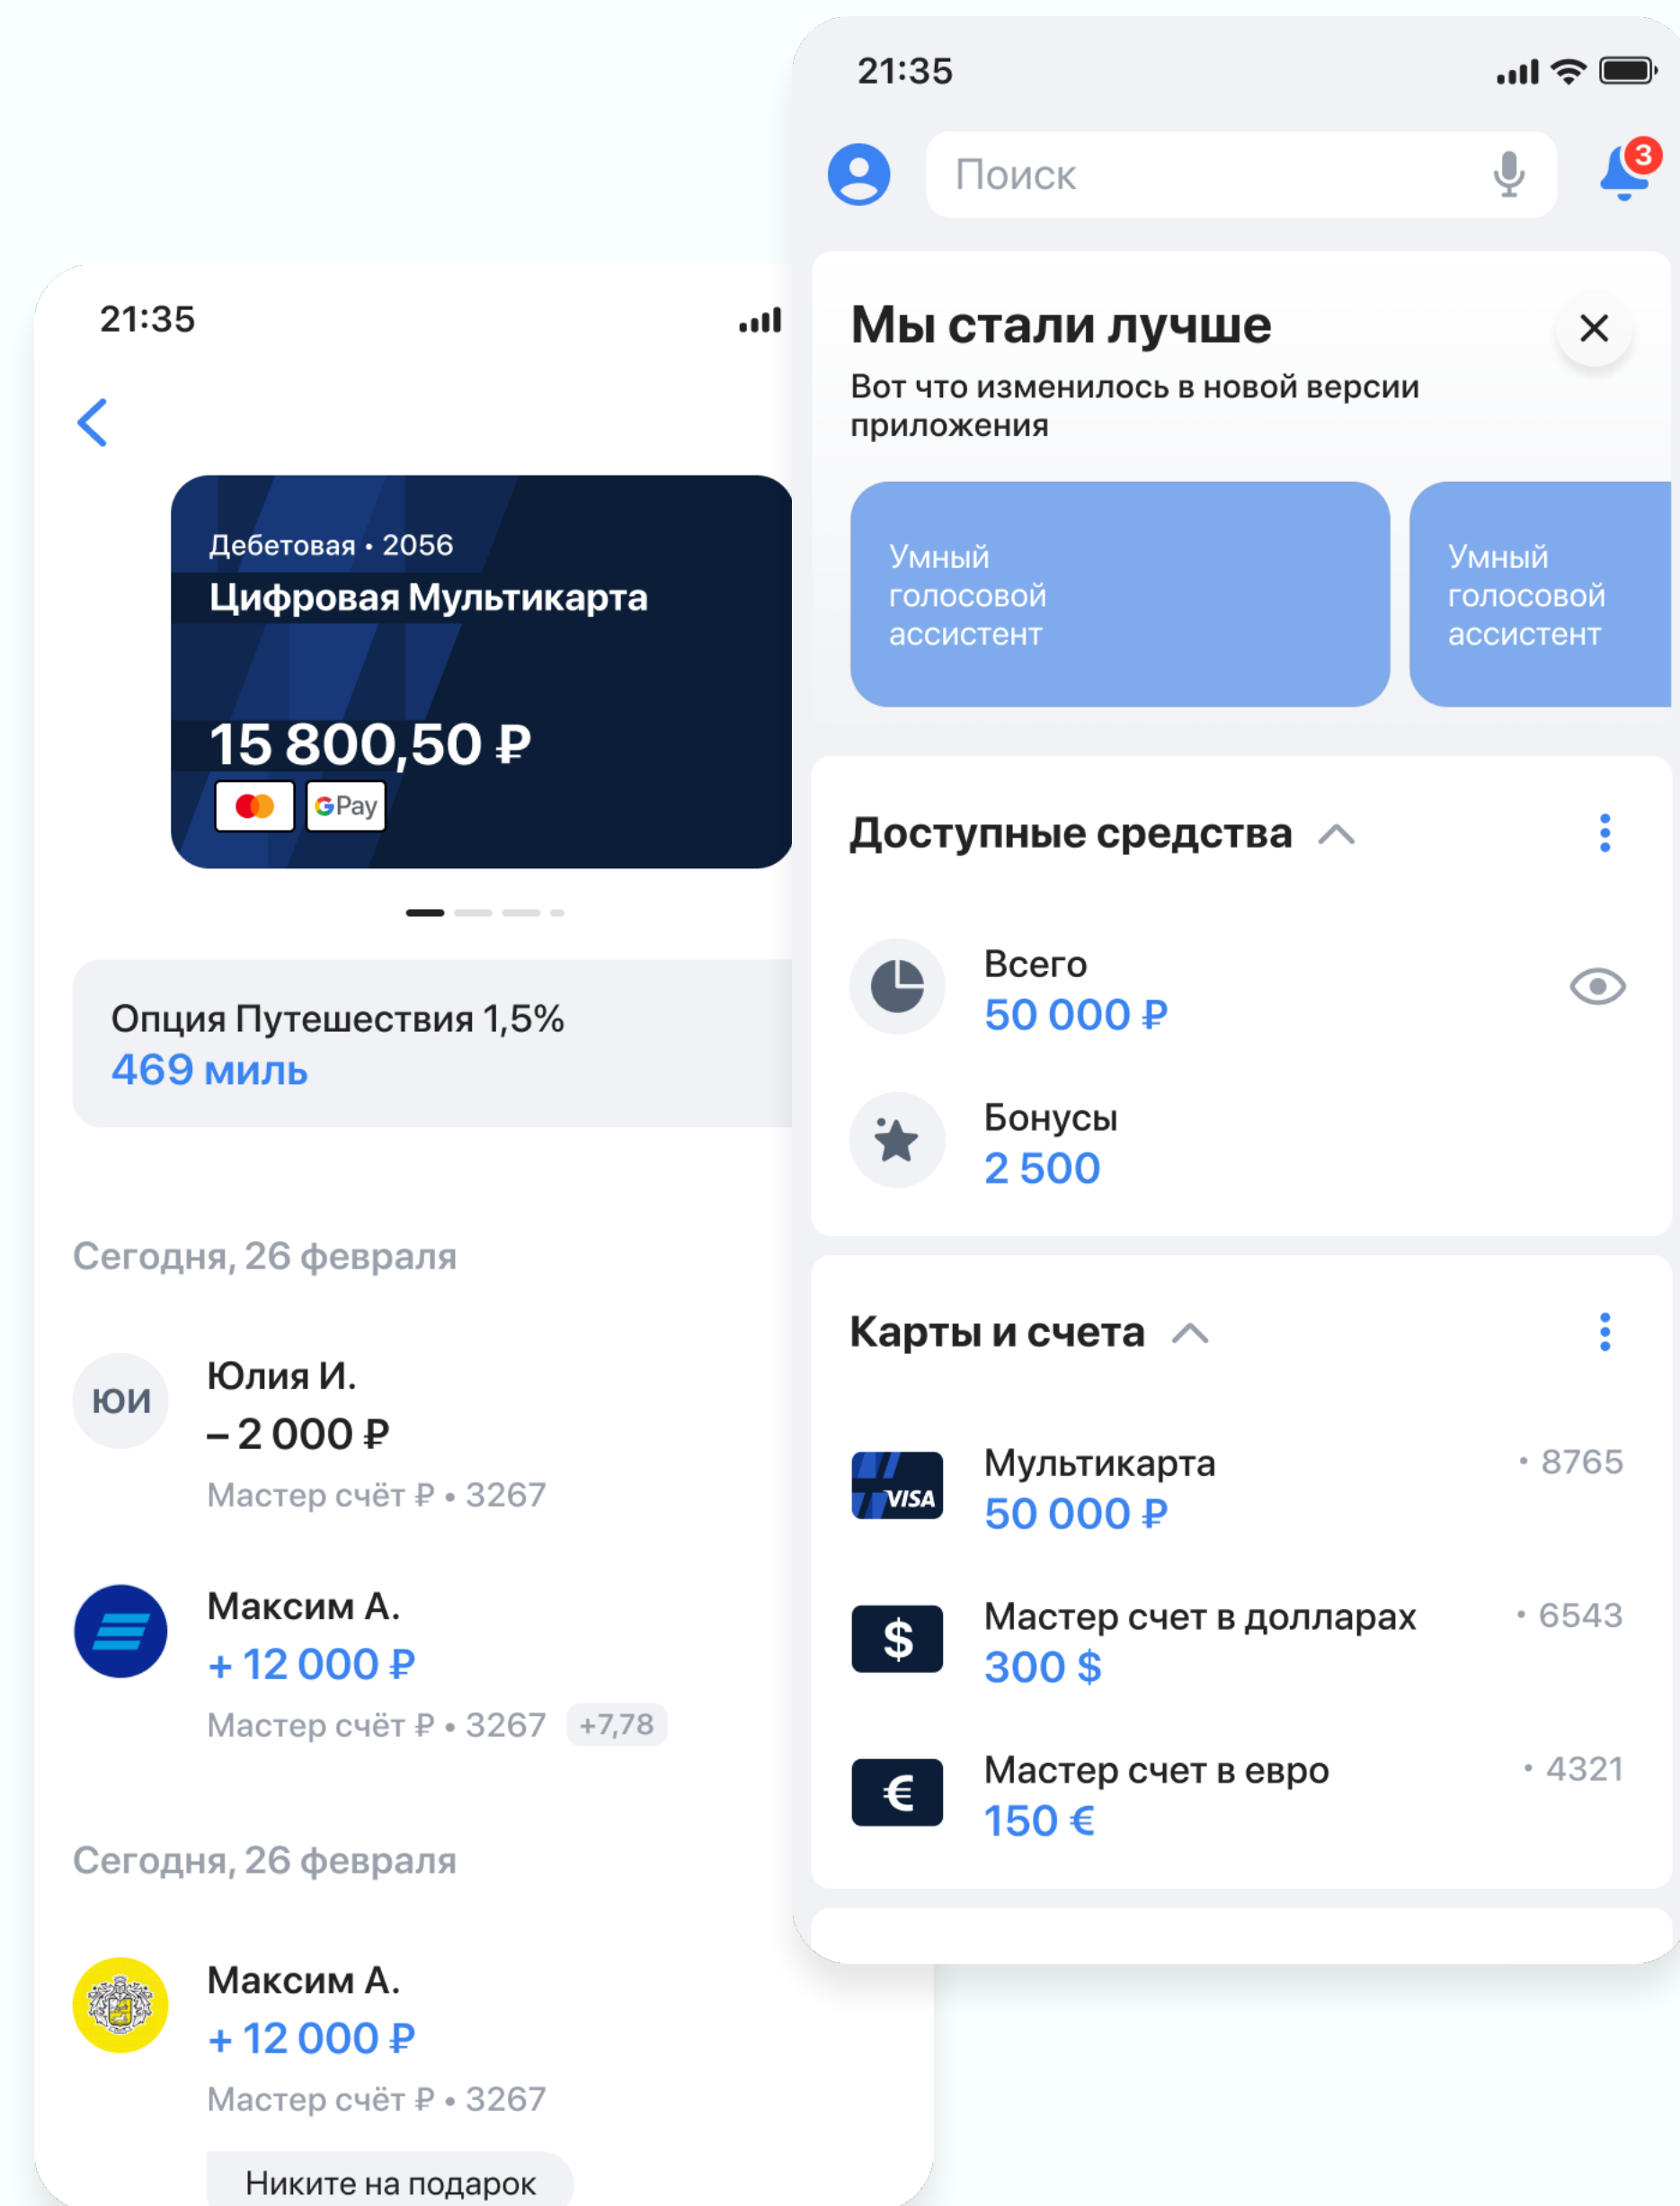 21:35
Дебетовая • 2056
Цифровая Мультикарта
15 800,50 ₽
G Pay
Опция Путешествия 1,5%
469 миль
Сегодня, 26 февраля
ЮИ
Юлия И.
– 2 000 ₽
Мастер счёт ₽ • 3267
Максим А.
+ 12 000 ₽
Мастер счёт ₽ • 3267 +7,78
Сегодня, 26 февраля
Максим А.
+ 12 000 ₽
Мастер счёт ₽ • 3267
Никите на подарок
21:35
Поиск
3
Мы стали лучше
Вот что изменилось в новой версии
приложения
Умный
голосовой
ассистент
Умный
голосовой
ассистент
Доступные средства
Всего
50 000 ₽
Бонусы
2 500
Карты и счета
VISA
Мультикарта • 8765
50 000 ₽
$
Мастер счет в долларах • 6543
300 $
€
Мастер счет в евро • 4321
150 €